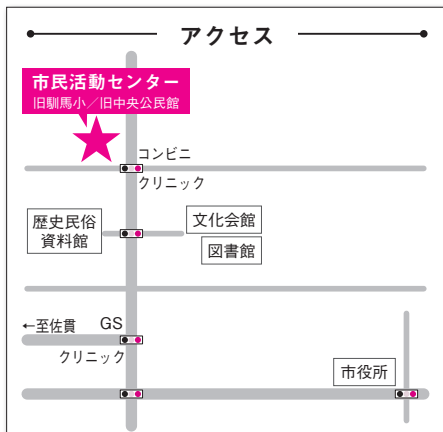 アクセス
市民活動センター
旧馴馬小／旧中央公民館
コンビニ
クリニック
歴史民俗
資料館
文化会館
図書館
←至佐貫
GS
クリニック
市役所